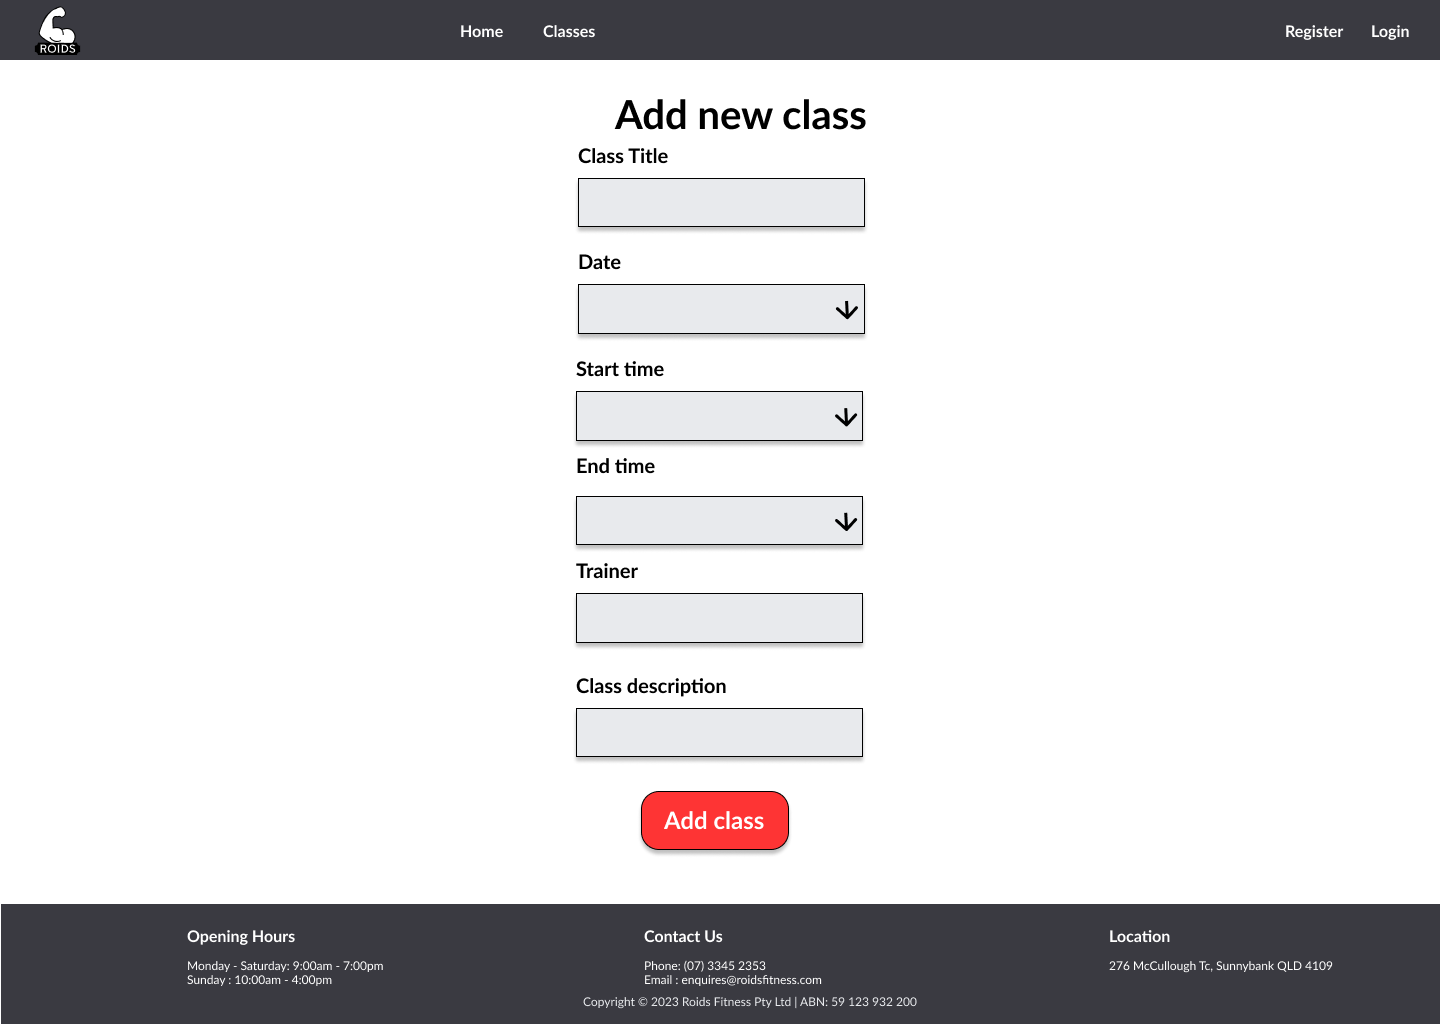 ROIDS
Home Classes Register Login
Add new class
Class Title
Date
Start time
End time
Trainer
Class description
Add class
Opening Hours
Monday - Saturday: 9:00am - 7:00pm
Sunday : 10:00am - 4:00pm
Contact Us
Phone: (07) 3345 2353
Email : enquires@roidsfitness.com
Location
276 McCullough Tc, Sunnybank QLD 4109
Copyright © 2023 Roids Fitness Pty Ltd | ABN: 59 123 932 200